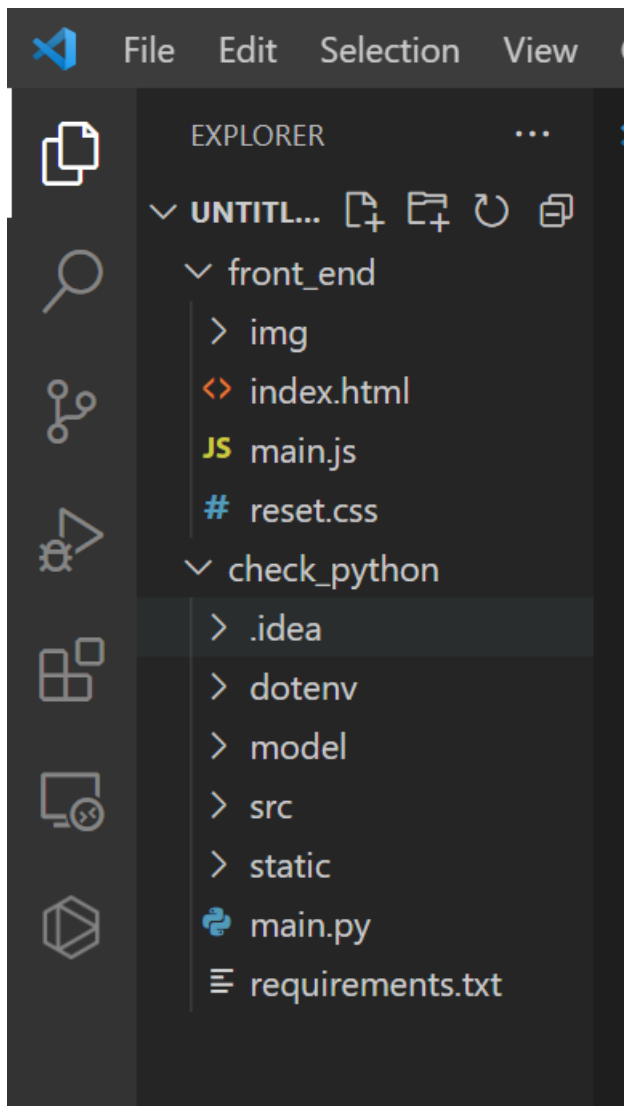 File Edit Selection View
EXPLORER ...
UNTITL...
front_end
img
index.html
JS main.js
# reset.css
check_python
.idea
dotenv
model
src
static
main.py
requirements.txt